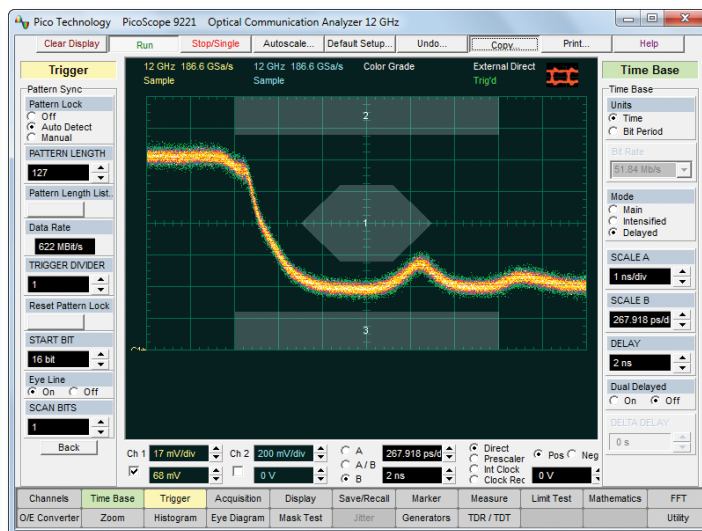 Pico Technology PicoScope 9221 Optical Communication Analyzer 12 GHz
Clear Display Run Stop/Single Autoscale... Default Setup... Undo... Copy... Print... Help
Trigger
Pattern Sync
Pattern Lock
Off
Auto Detect
Manual
PATTERN LENGTH
127
Pattern Length List..
Data Rate
622 MBit/s
TRIGGER DIVIDER
1
Reset Pattern Lock
START BIT
16 bit
Eye Line
On Off
SCAN BITS
1
Back
12 GHz 186.6 GSa/s 12 GHz 186.6 GSa/s Color Grade External Direct
Sample Sample Trig'd
2
1
3
Time Base
Time Base
Units
Time
Bit Period
Bit Rate
51.84 Mb/s
Mode
Main
Intensified
Delayed
SCALE A
1 ns/div
SCALE B
267.918 ps/d
DELAY
2 ns
Dual Delayed
On Off
DELTA DELAY
0 s
Ch 1 17 mV/div Ch 2 200 mV/div A 267.918 ps/d Direct Pos Neg
A / B Prescaler
68 mV 0 V B 2 ns Int Clock 0 V
Clock Rec
Channels Time Base Trigger Acquisition Display Save/Recall Marker Measure Limit Test Mathematics FFT
O/E Converter Zoom Histogram Eye Diagram Mask Test Jitter Generators TDR / TDT Utility